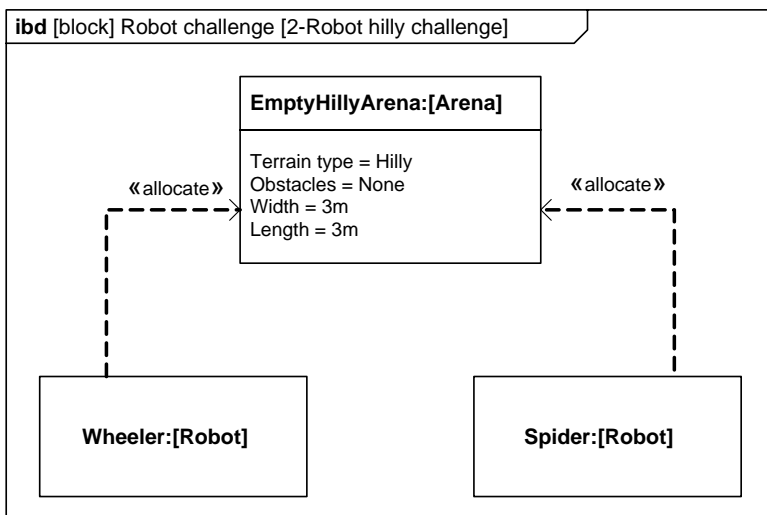 ibd [block] Robot challenge [2-Robot hilly challenge]
EmptyHillyArena:[Arena]
Terrain type = Hilly
Obstacles = None
Width = 3m
Length = 3m
«allocate»
«allocate»
Wheeler:[Robot]
Spider:[Robot]